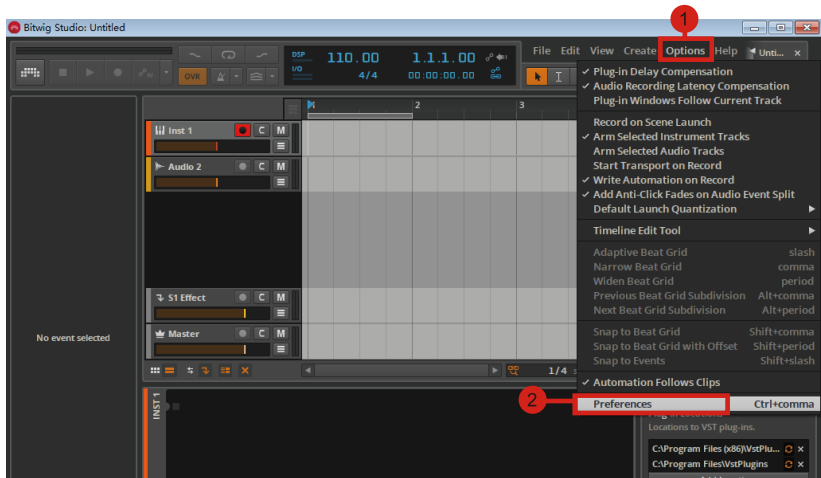 Bitwig Studio: Untitled
1
File Edit View Create Options Help Unti... ×
OVR
DSP
I/O
110.00
4/4
1.1.1.00
00:00:00.00
Plug-in Delay Compensation
Audio Recording Latency Compensation
Plug-in Windows Follow Current Track
Record on Scene Launch
Arm Selected Instrument Tracks
Arm Selected Audio Tracks
Start Transport on Record
Write Automation on Record
Add Anti-Click Fades on Audio Event Split
Default Launch Quantization
Timeline Edit Tool
Adaptive Beat Grid slash
Narrow Beat Grid comma
Widen Beat Grid period
Previous Beat Grid Subdivision Alt+comma
Next Beat Grid Subdivision Alt+period
Snap to Beat Grid Shift+comma
Snap to Beat Grid with Offset Shift+period
Snap to Events Shift+slash
Automation Follows Clips
2
Preferences Ctrl+comma
2
3
Inst 1 C M
Audio 2 C M
S1 Effect C M
Master C M
No event selected
1/4
INST 1
Locations to VST plug-ins.
C:\Program Files (x86)\VstPlu... ×
C:\Program Files\VstPlugins ×